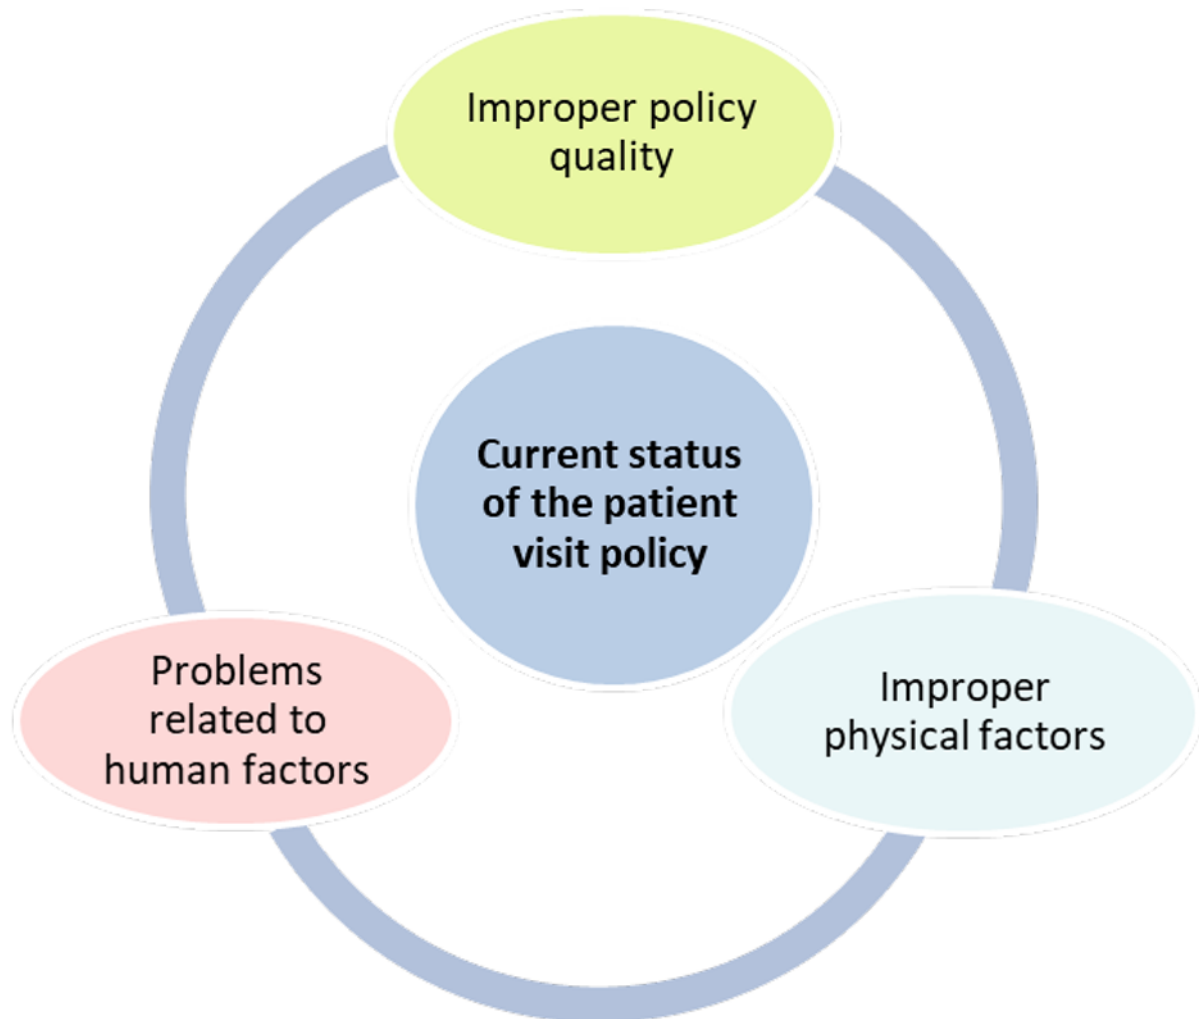 Improper policy
quality
Current status
of the patient
visit policy
Problems
related to
human factors
Improper
physical factors